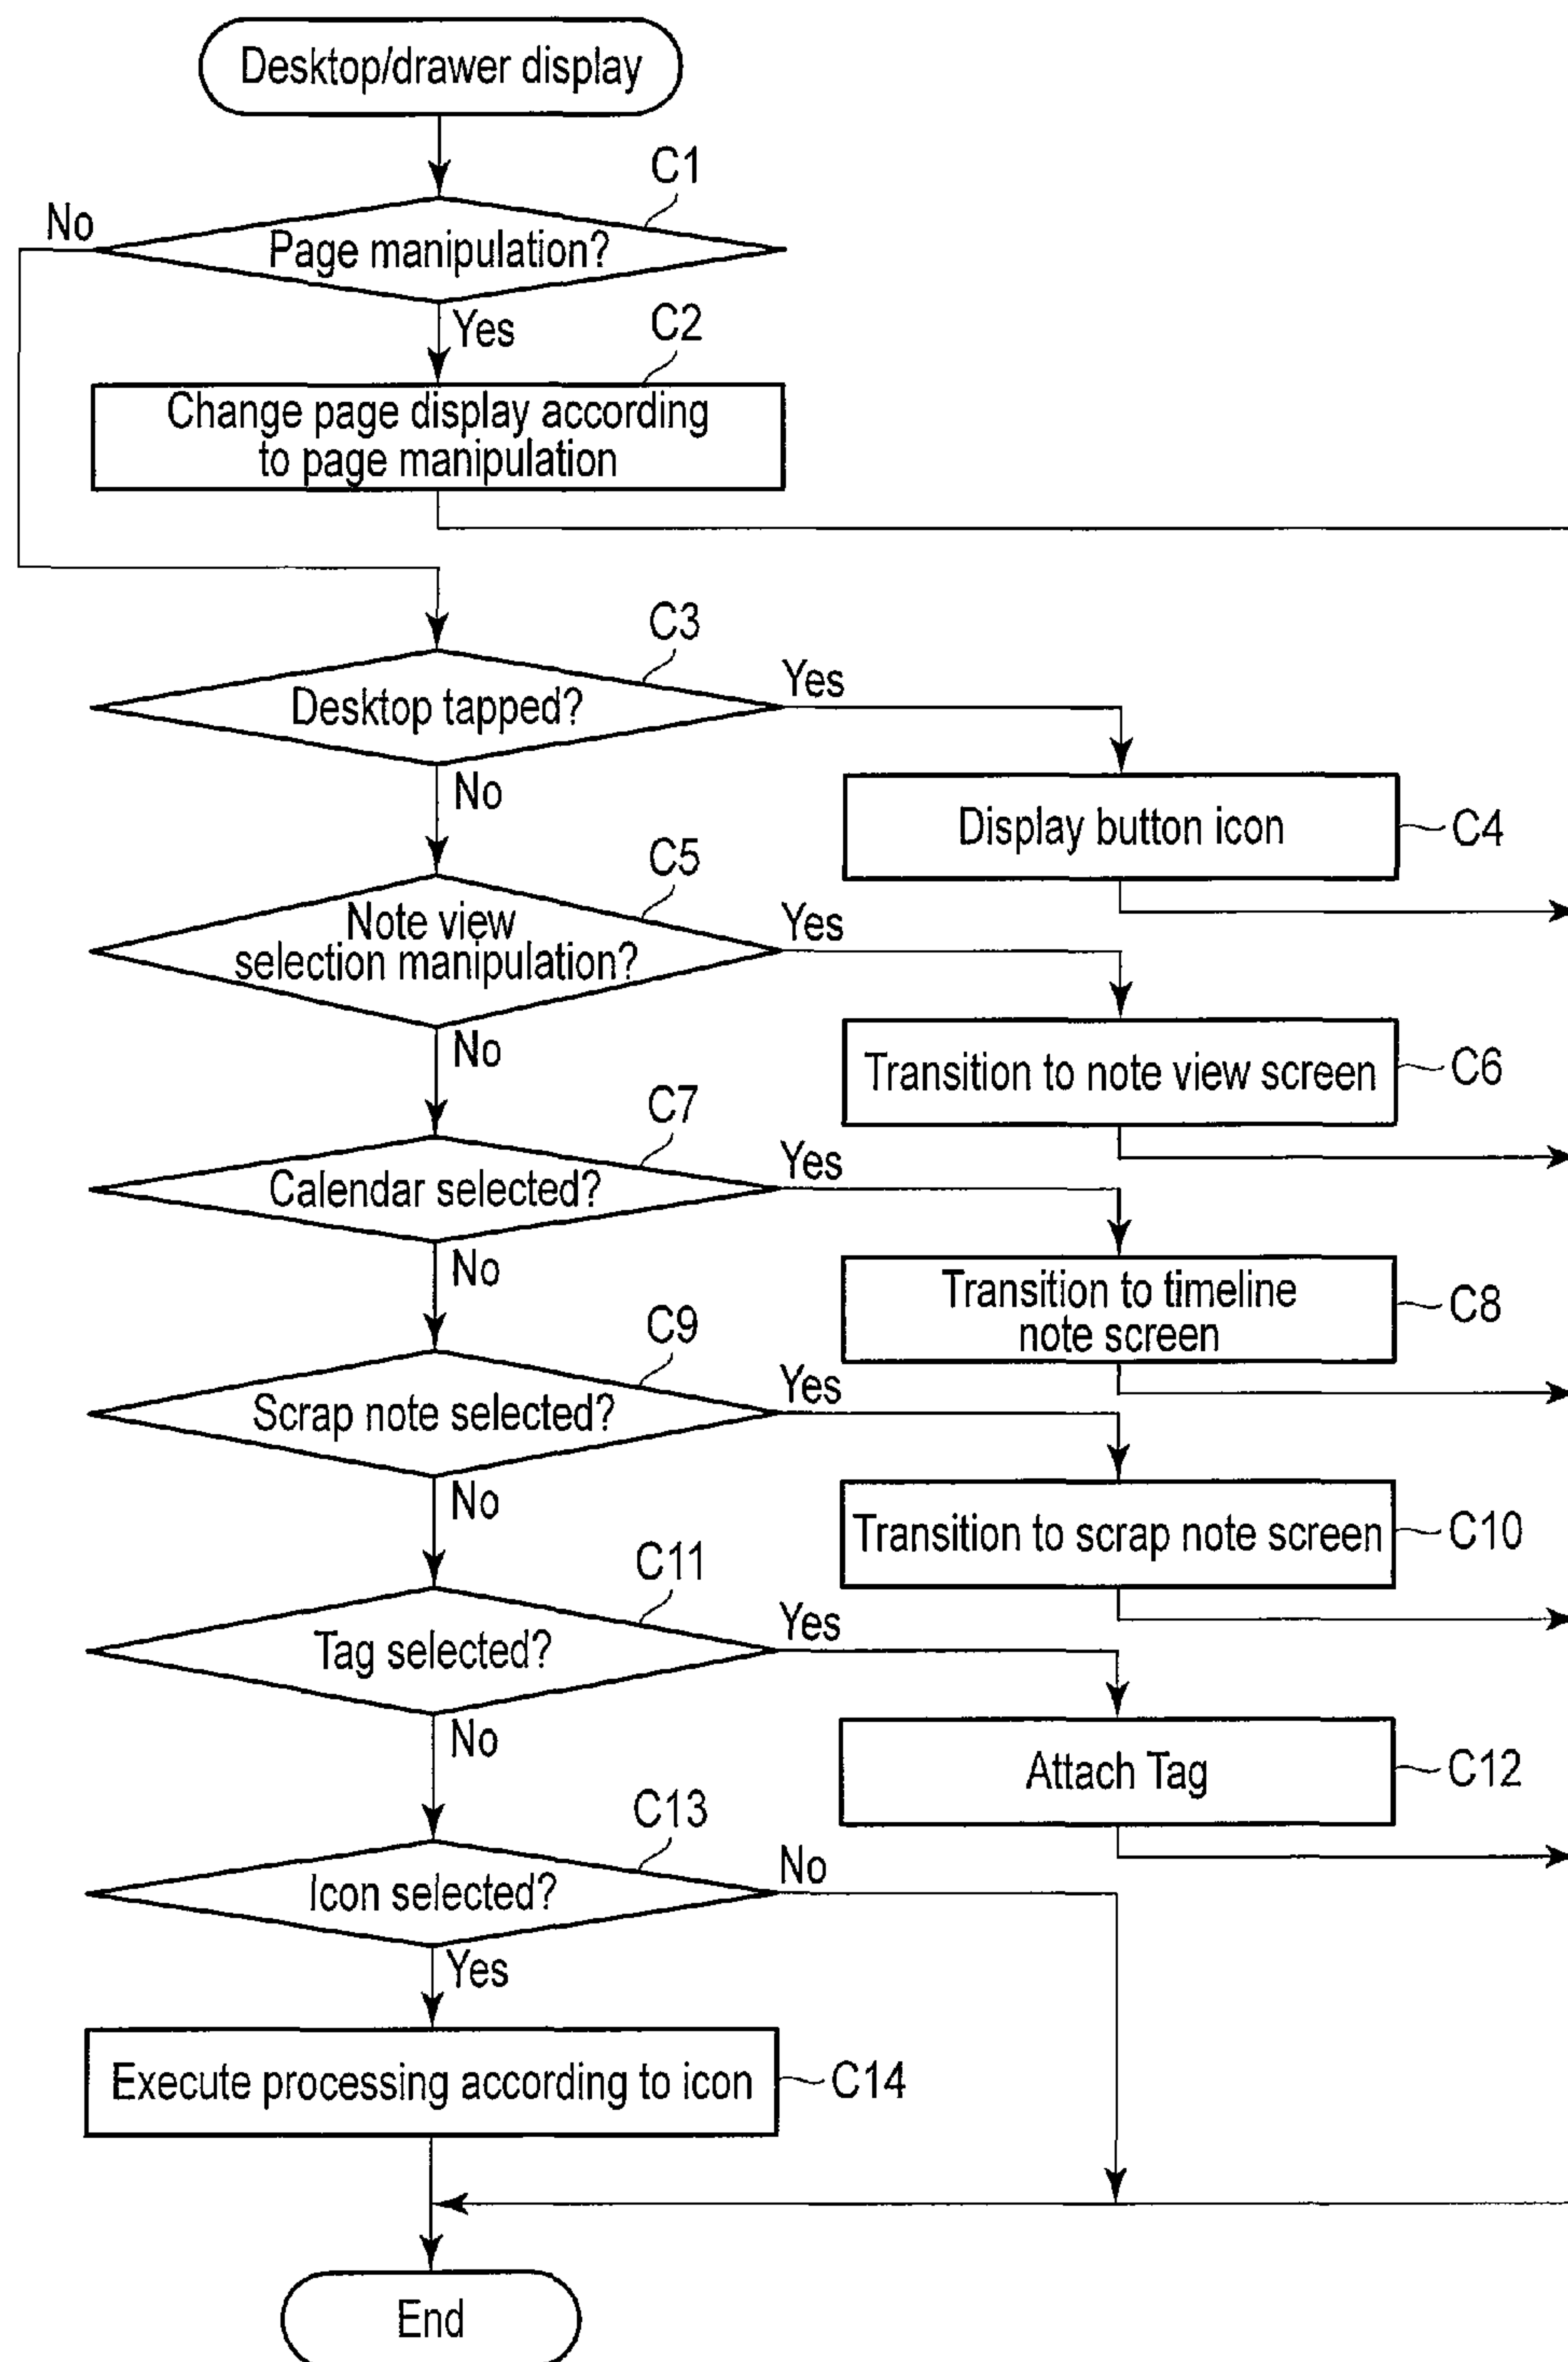 Desktop/drawer display
C1
No
Page manipulation?
Yes
C2
Change page display according
to page manipulation
C3
Desktop tapped?
Yes
No
Display button icon
C4
C5
Note view
selection manipulation?
Yes
No
Transition to note view screen
C6
C7
Calendar selected?
Yes
No
Transition to timeline
note screen
C8
C9
Scrap note selected?
Yes
No
Transition to scrap note screen
C10
C11
Tag selected?
Yes
No
Attach Tag
C12
C13
Icon selected?
No
Yes
Execute processing according to icon
C14
End